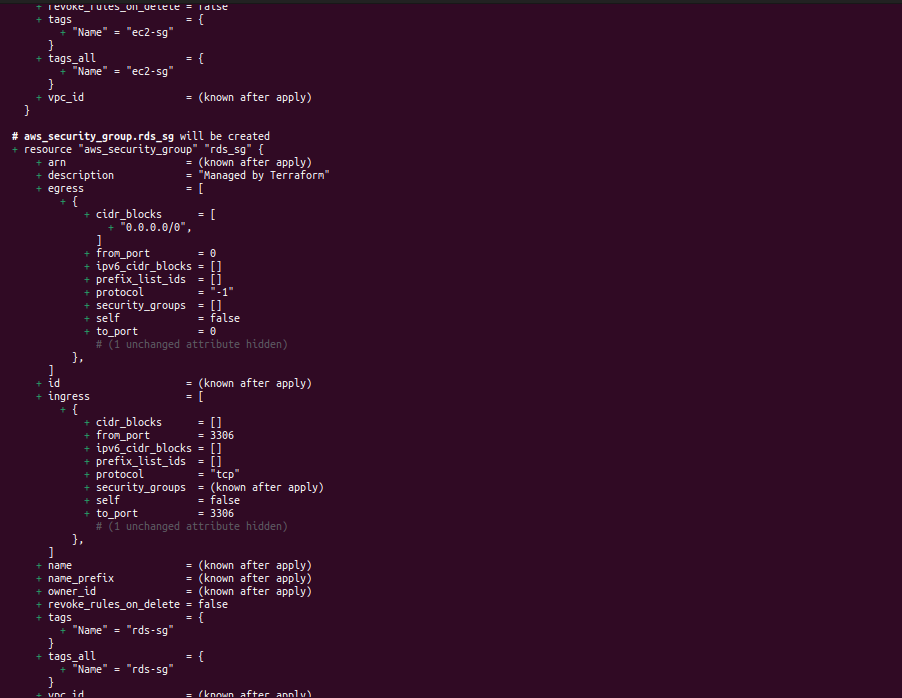 + revoke_rules_on_delete = false
+ tags = {
+ "Name" = "ec2-sg"
}
+ tags_all = {
+ "Name" = "ec2-sg"
}
+ vpc_id = (known after apply)
}
# aws_security_group.rds_sg will be created
+ resource "aws_security_group" "rds_sg" {
+ arn = (known after apply)
+ description = "Managed by Terraform"
+ egress = [
+ {
+ cidr_blocks = [
+ "0.0.0.0/0",
]
+ from_port = 0
+ ipv6_cidr_blocks = []
+ prefix_list_ids = []
+ protocol = "-1"
+ security_groups = []
+ self = false
+ to_port = 0
# (1 unchanged attribute hidden)
},
]
+ id = (known after apply)
+ ingress = [
+ {
+ cidr_blocks = []
+ from_port = 3306
+ ipv6_cidr_blocks = []
+ prefix_list_ids = []
+ protocol = "tcp"
+ security_groups = (known after apply)
+ self = false
+ to_port = 3306
# (1 unchanged attribute hidden)
},
]
+ name = (known after apply)
+ name_prefix = (known after apply)
+ owner_id = (known after apply)
+ revoke_rules_on_delete = false
+ tags = {
+ "Name" = "rds-sg"
}
+ tags_all = {
+ "Name" = "rds-sg"
}
+ vpc_id = (known after apply)